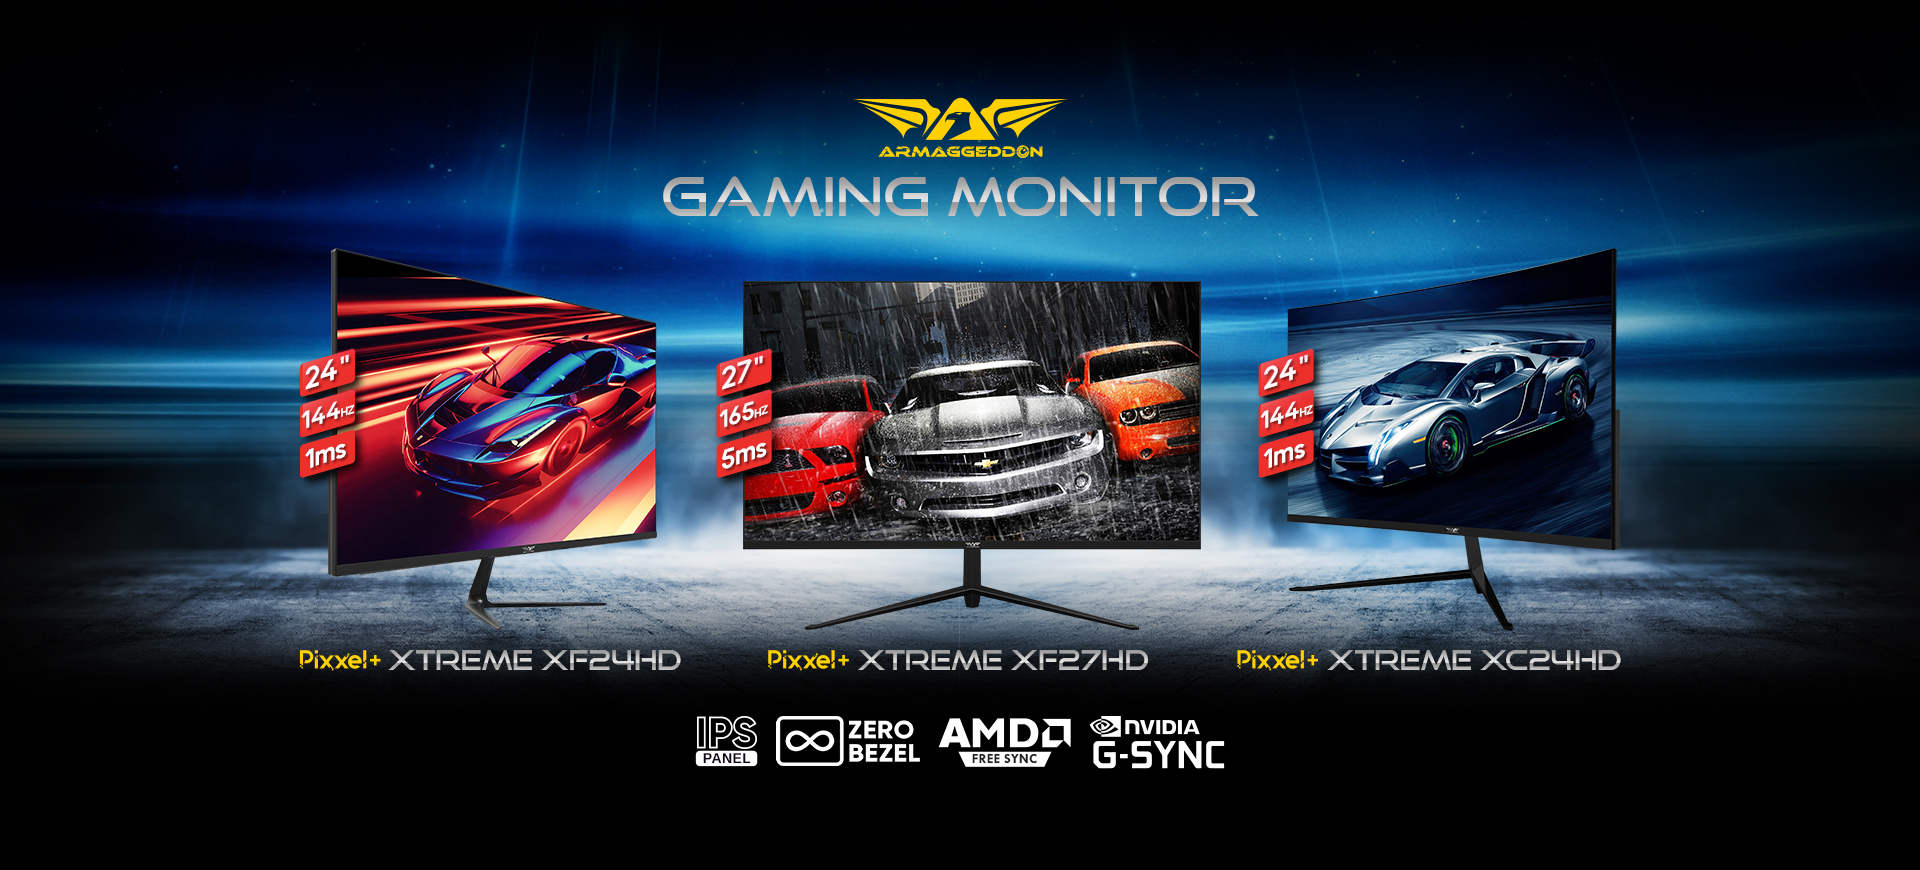 ARMAGGEDDON
GAMING MONITOR
24"
144HZ
1ms
27"
165HZ
5ms
24"
144HZ
1ms
Pixxel+ XTREME XF24HD
Pixxel+ XTREME XF27HD
Pixxel+ XTREME XC24HD
IPS
PANEL
ZERO
BEZEL
AMD
FREE SYNC
NVIDIA
G-SYNC